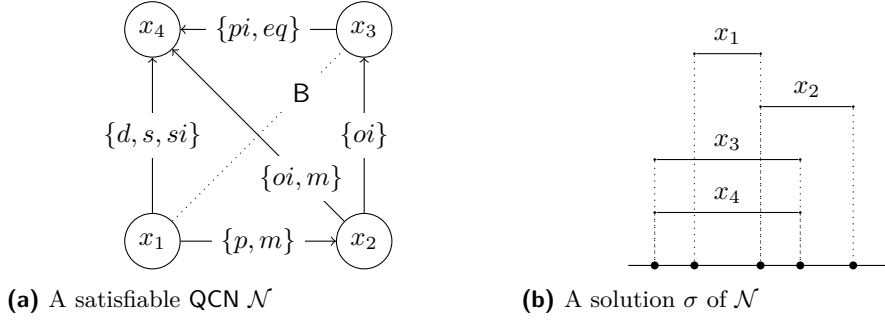 x₄ {pi, eq} x₃
B
{d, s, si} {oi}
{oi, m}
x₁ {p, m} x₂
(a) A satisfiable QCN 𝒩
x₁
x₂
x₃
x₄
(b) A solution σ of 𝒩